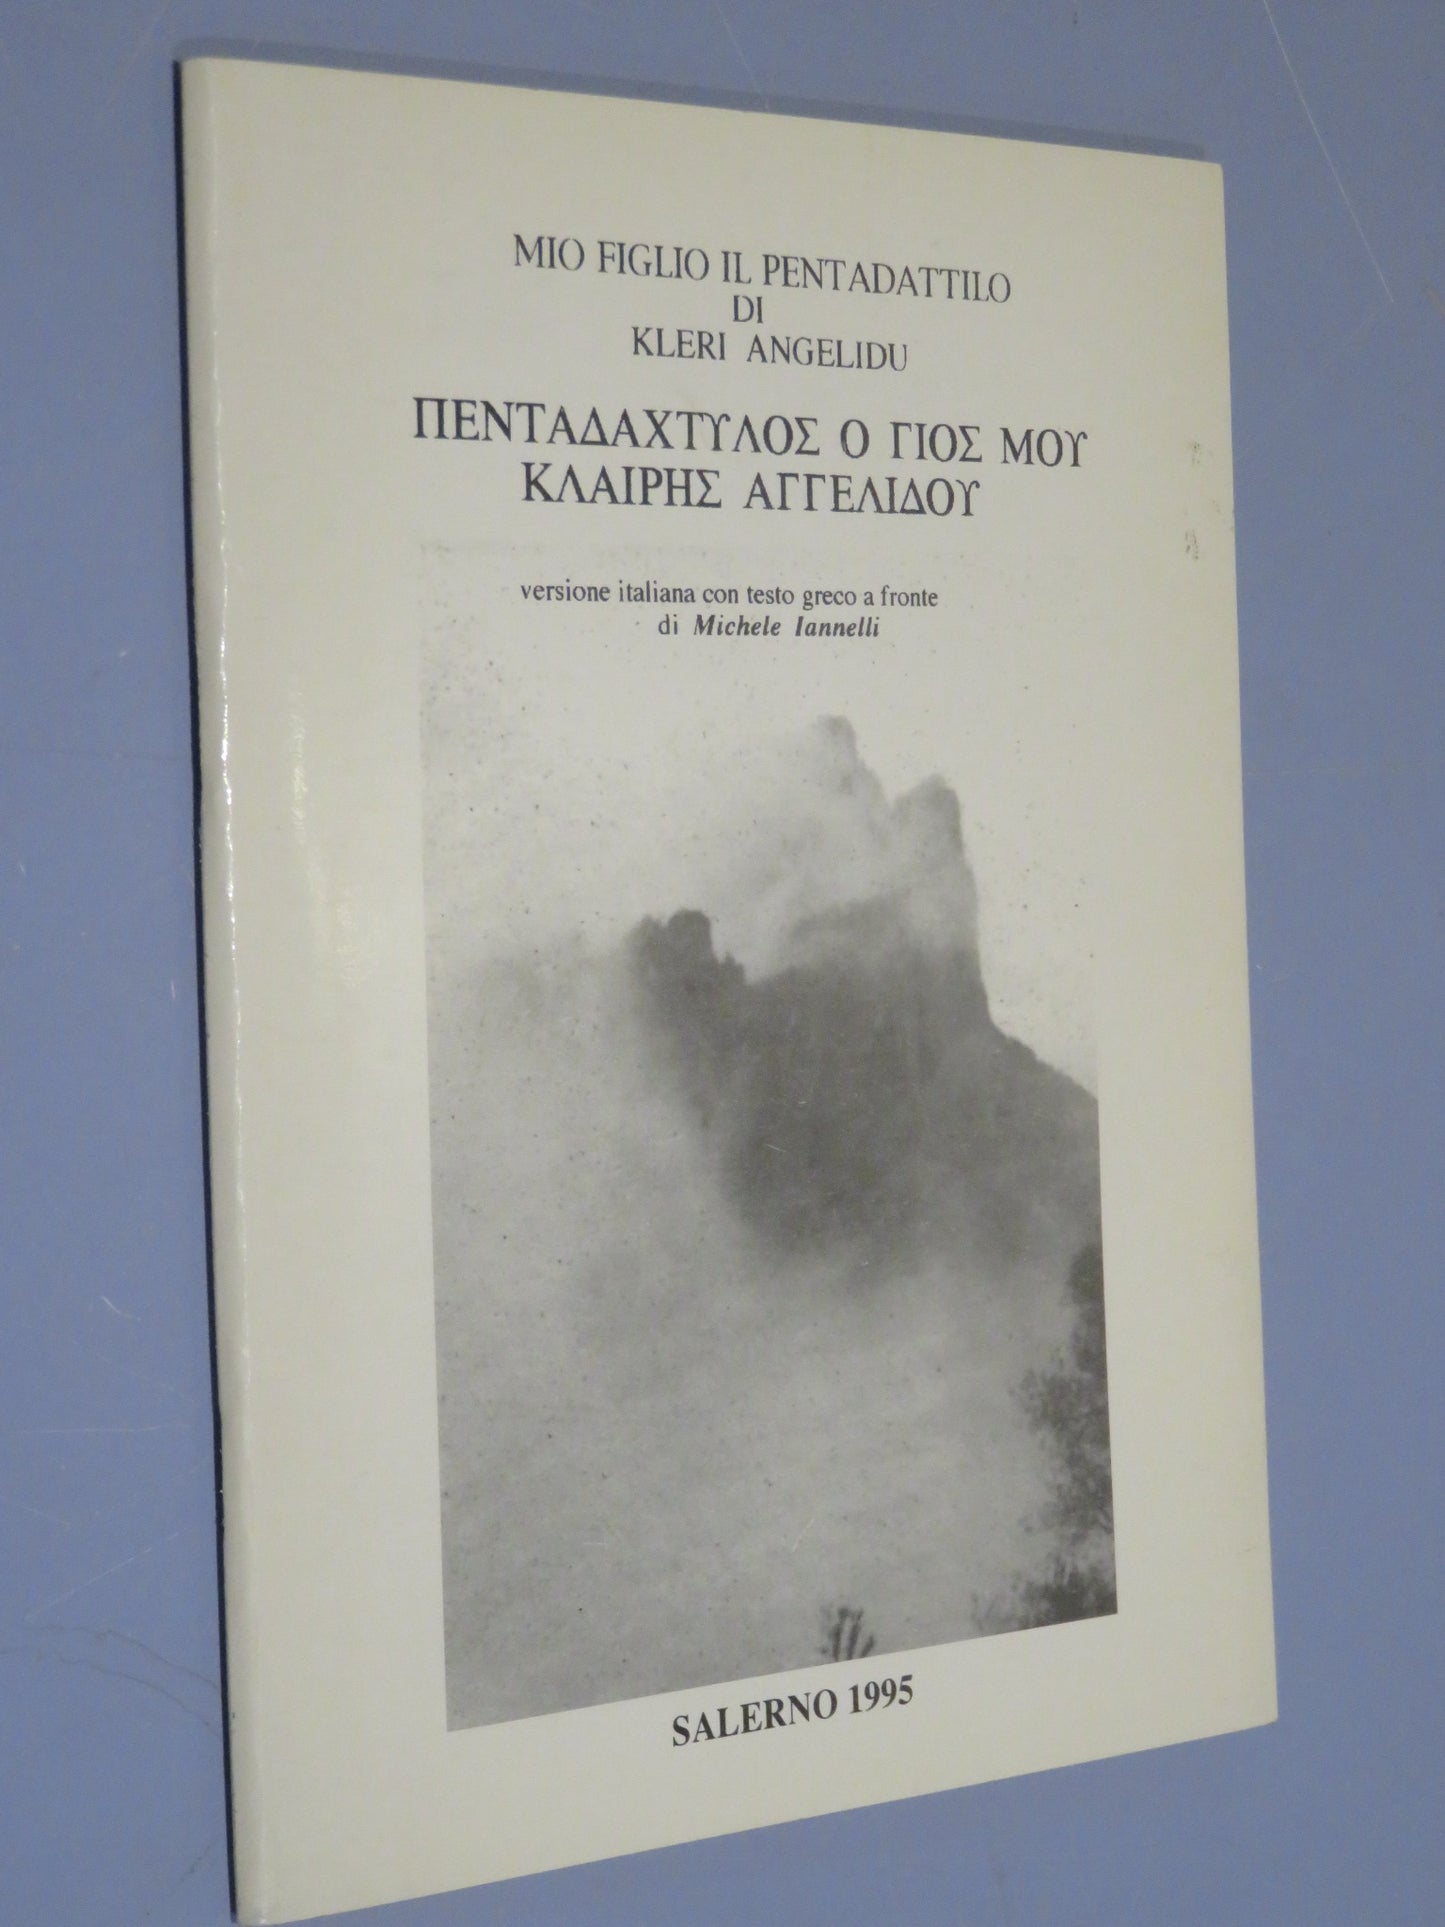 MIO FIGLIO IL PENTADATTILO
DI
KLERI ANGELIDU
ΠΕΝΤΑΔΑΧΤΥΛΟΣ Ο ΓΙΟΣ ΜΟΥ
ΚΛΑΙΡΗΣ ΑΓΓΕΛΙΔΟΥ
versione italiana con testo greco a fronte
di Michele Iannelli
SALERNO 1995